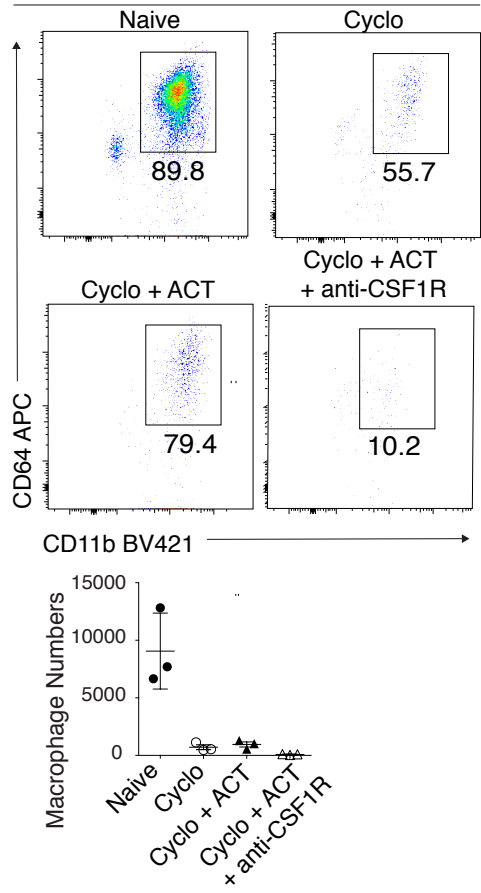 Naive
Cyclo
89.8
55.7
Cyclo + ACT
Cyclo + ACT
+ anti-CSF1R
79.4
10.2
CD64 APC
CD11b BV421
Macrophage Numbers
15000
10000
5000
0
Naive
Cyclo
Cyclo + ACT
Cyclo + ACT
+ anti-CSF1R